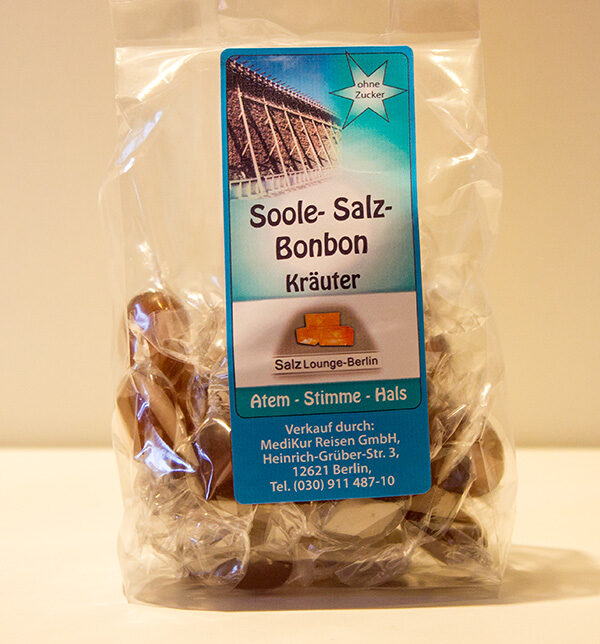 ohne
Zucker
Soole- Salz-
Bonbon
Kräuter
Salz Lounge-Berlin
Atem - Stimme - Hals
Verkauf durch:
MediKur Reisen GmbH,
Heinrich-Grüber-Str. 3,
12621 Berlin,
Tel. (030) 911 487-10